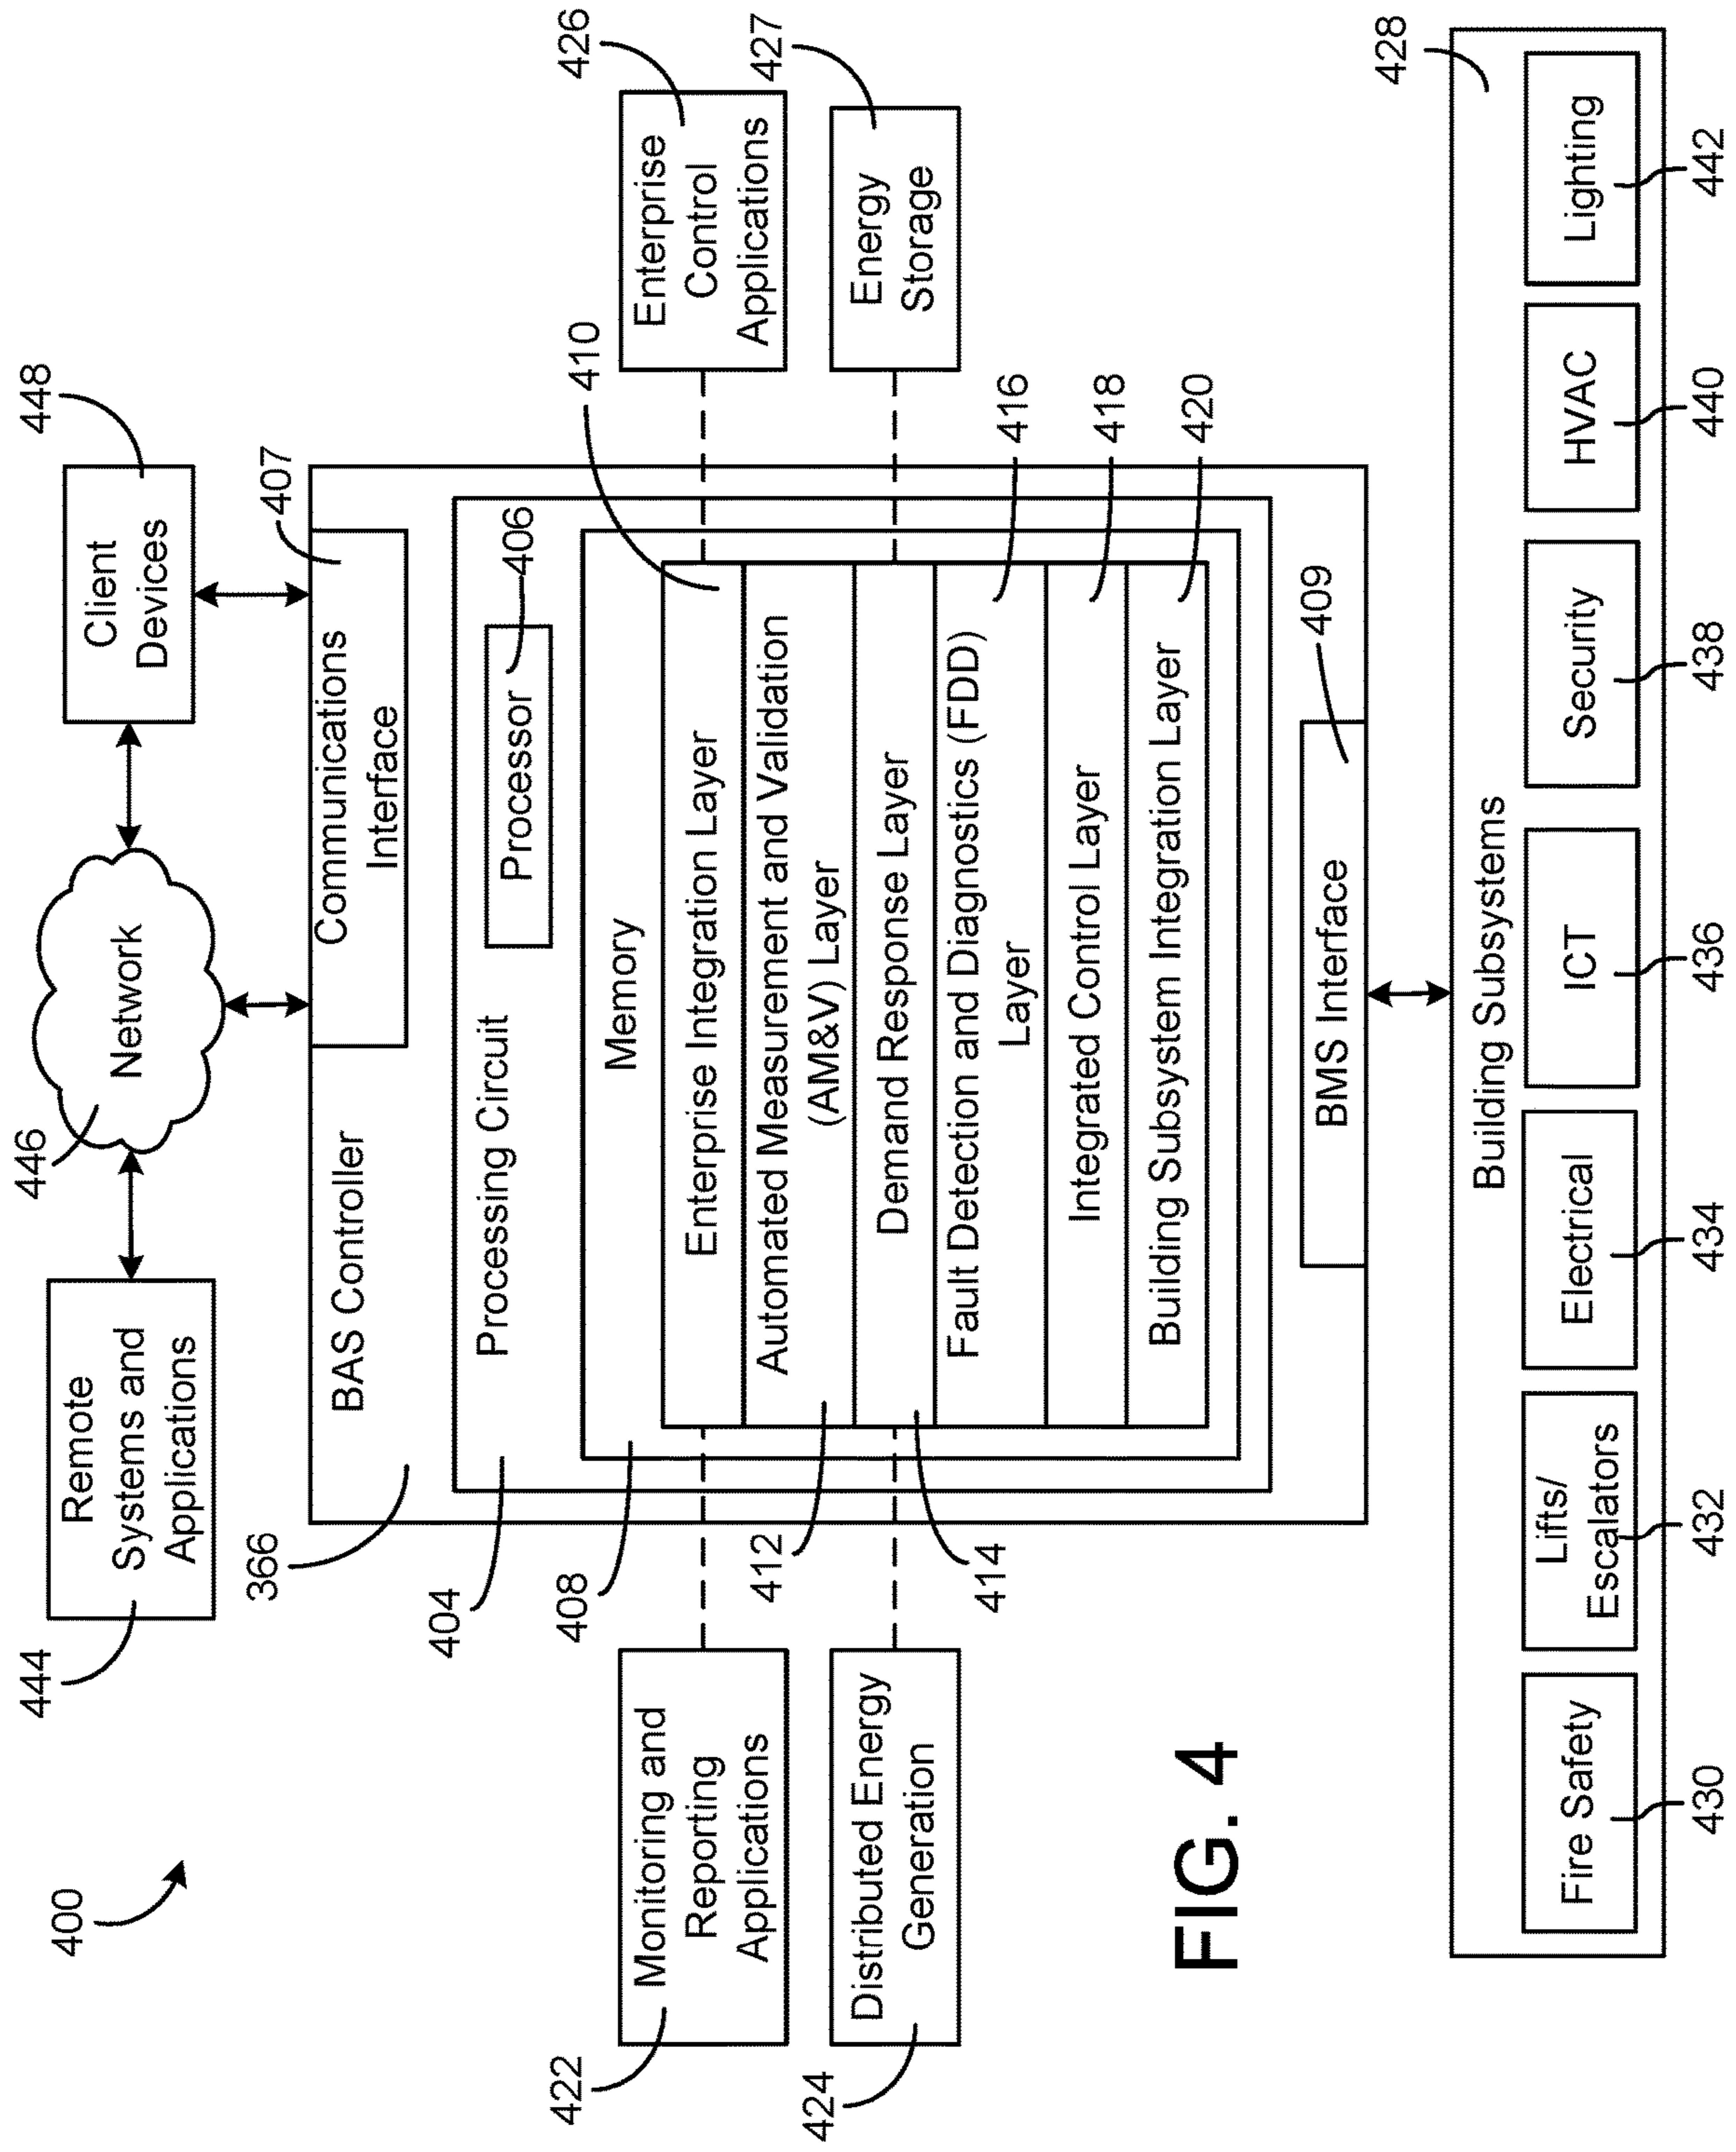 400
444
Remote
Systems and
Applications
446
Network
448
Client
Devices
366
BAS Controller
407
Communications
Interface
404
Processing Circuit
Processor
406
408
Memory
410
Enterprise Integration Layer
Automated Measurement and Validation
(AM&V) Layer
412
Demand Response Layer
414
Fault Detection and Diagnostics (FDD)
Layer
416
Integrated Control Layer
418
Building Subsystem Integration Layer
420
BMS Interface
409
422
Monitoring and
Reporting
Applications
424
Distributed Energy
Generation
426
Enterprise
Control
Applications
427
Energy
Storage
FIG. 4
428
Building Subsystems
Fire Safety
Lifts/
Escalators
Electrical
ICT
Security
HVAC
Lighting
430
432
434
436
438
440
442